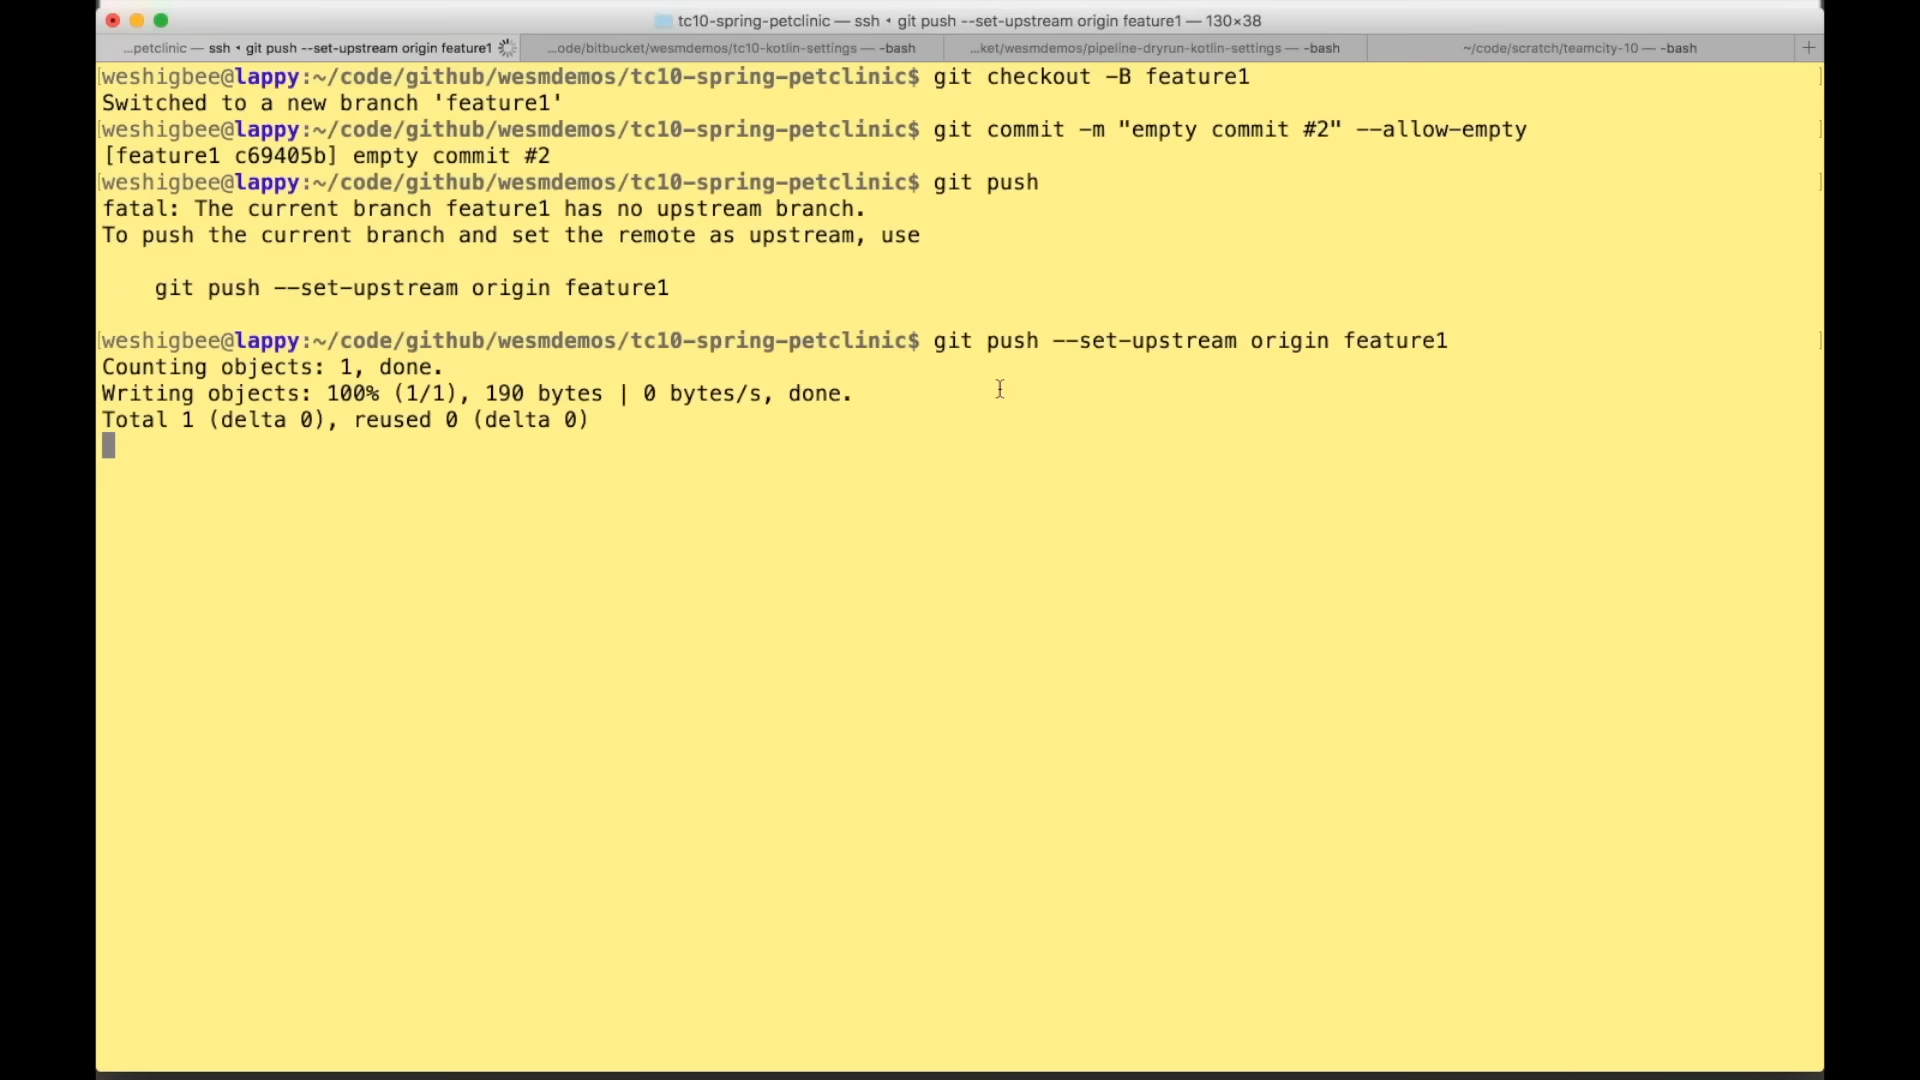 tc10-spring-petclinic — ssh ‹ git push --set-upstream origin feature1 — 130×38
...petclinic — ssh ‹ git push --set-upstream origin feature1 ...ode/bitbucket/wesmdemos/tc10-kotlin-settings — -bash ...ket/wesmdemos/pipeline-dryrun-kotlin-settings — -bash ~/code/scratch/teamcity-10 — -bash +
[weshigbee@lappy:~/code/github/wesmdemos/tc10-spring-petclinic$ git checkout -B feature1 ]
Switched to a new branch 'feature1'
[weshigbee@lappy:~/code/github/wesmdemos/tc10-spring-petclinic$ git commit -m "empty commit #2" --allow-empty ]
[feature1 c69405b] empty commit #2
[weshigbee@lappy:~/code/github/wesmdemos/tc10-spring-petclinic$ git push ]
fatal: The current branch feature1 has no upstream branch.
To push the current branch and set the remote as upstream, use
git push --set-upstream origin feature1
[weshigbee@lappy:~/code/github/wesmdemos/tc10-spring-petclinic$ git push --set-upstream origin feature1 ]
Counting objects: 1, done.
Writing objects: 100% (1/1), 190 bytes | 0 bytes/s, done.
Total 1 (delta 0), reused 0 (delta 0)